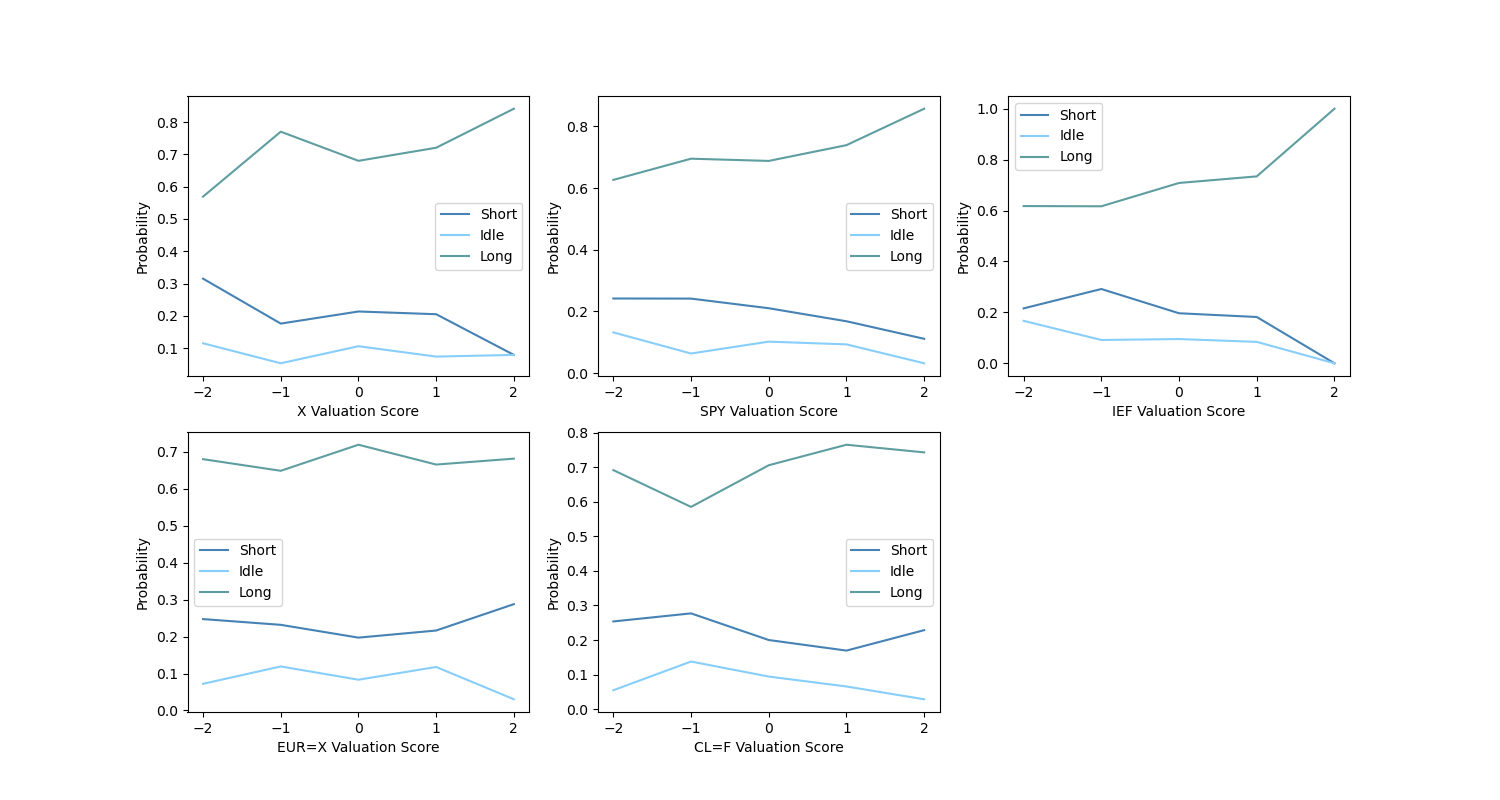 0.8
0.7
0.6
0.5
0.4
0.3
0.2
0.1
Probability
Short
Idle
Long
−2 −1 0 1 2
X Valuation Score
0.8
0.6
0.4
0.2
0.0
Probability
Short
Idle
Long
−2 −1 0 1 2
SPY Valuation Score
1.0
0.8
0.6
0.4
0.2
0.0
Probability
Short
Idle
Long
−2 −1 0 1 2
IEF Valuation Score
0.7
0.6
0.5
0.4
0.3
0.2
0.1
0.0
Probability
Short
Idle
Long
−2 −1 0 1 2
EUR=X Valuation Score
0.8
0.7
0.6
0.5
0.4
0.3
0.2
0.1
0.0
Probability
Short
Idle
Long
−2 −1 0 1 2
CL=F Valuation Score